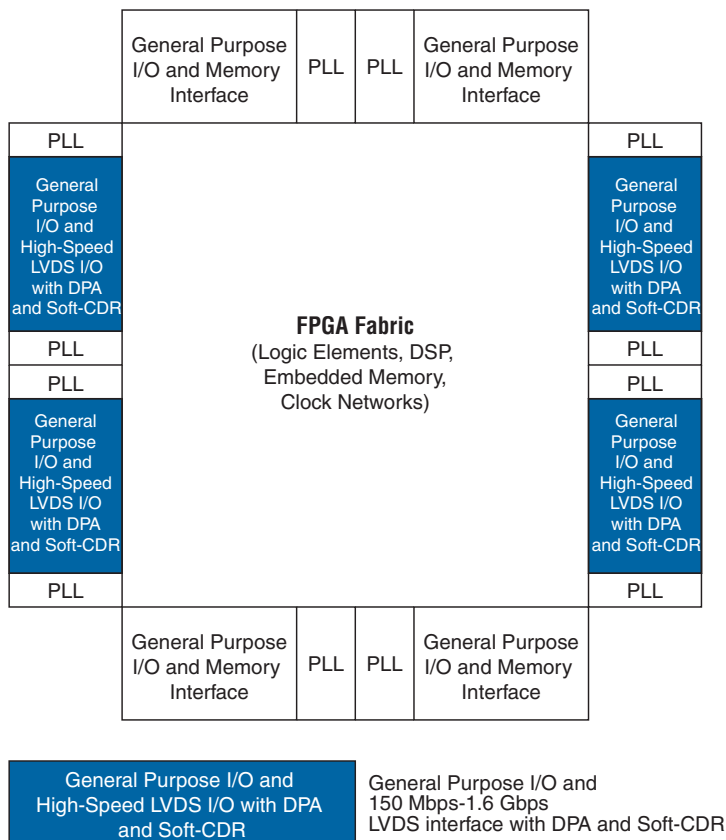 General Purpose
I/O and Memory
Interface
PLL
PLL
General Purpose
I/O and Memory
Interface
PLL
General
Purpose
I/O and
High-Speed
LVDS I/O
with DPA
and Soft-CDR
PLL
PLL
General
Purpose
I/O and
High-Speed
LVDS I/O
with DPA
and Soft-CDR
PLL
FPGA Fabric
(Logic Elements, DSP,
Embedded Memory,
Clock Networks)
PLL
General
Purpose
I/O and
High-Speed
LVDS I/O
with DPA
and Soft-CDR
PLL
PLL
General
Purpose
I/O and
High-Speed
LVDS I/O
with DPA
and Soft-CDR
PLL
General Purpose
I/O and Memory
Interface
PLL
PLL
General Purpose
I/O and Memory
Interface
General Purpose I/O and
High-Speed LVDS I/O with DPA
and Soft-CDR
General Purpose I/O and
150 Mbps-1.6 Gbps
LVDS interface with DPA and Soft-CDR